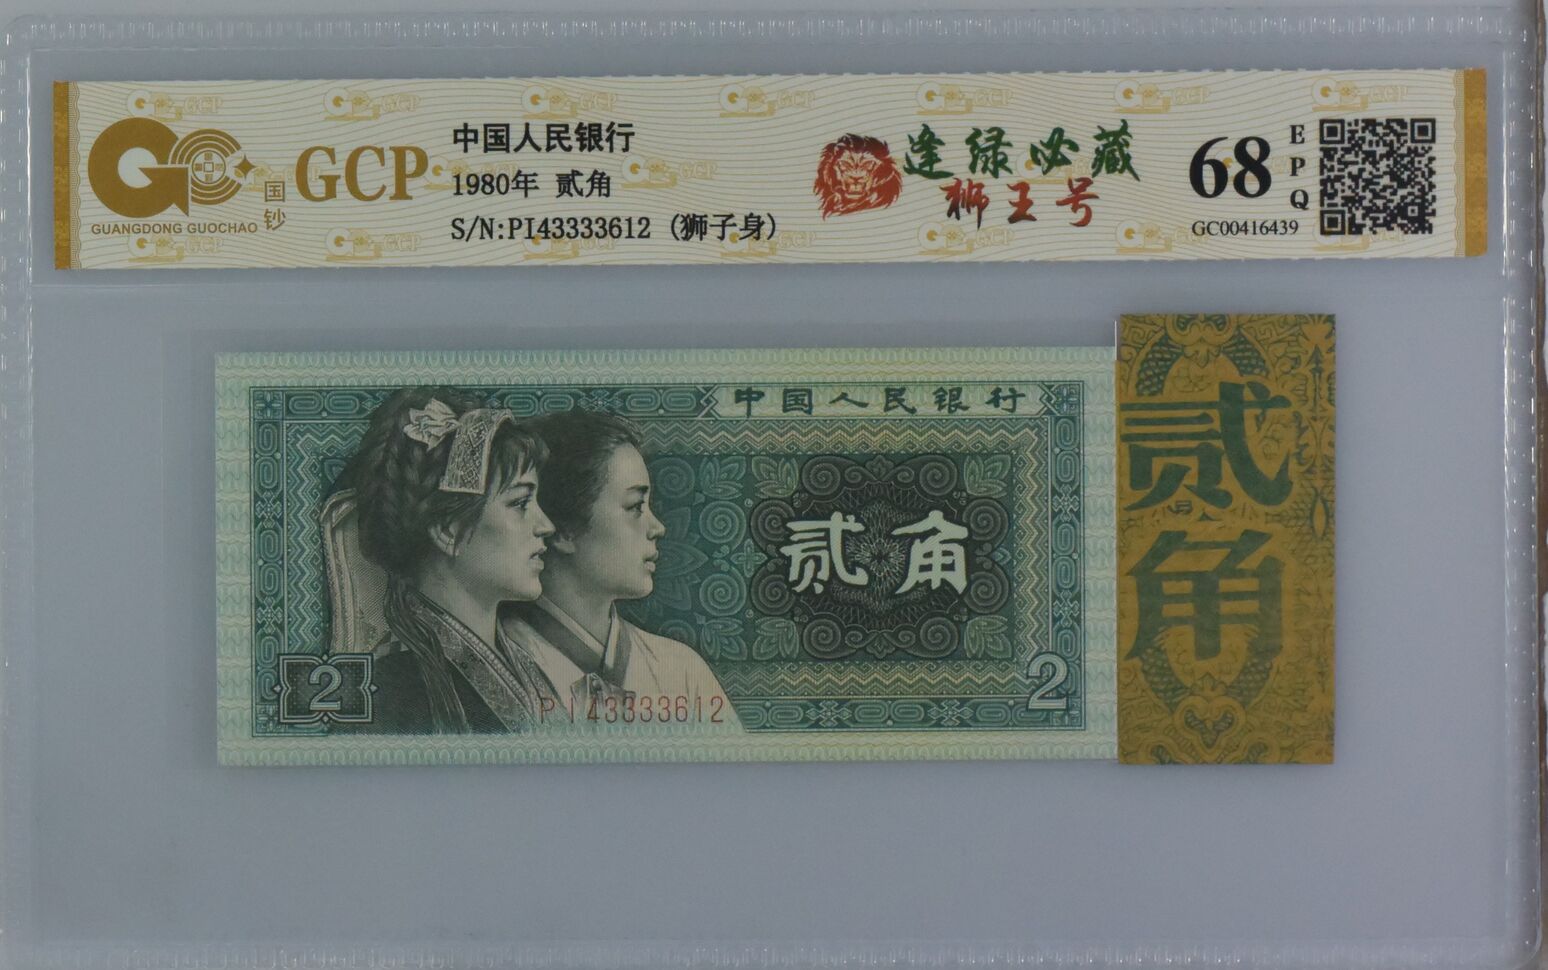 国钞
GUANGDONG GUOCHAO
GCP
中国人民银行
1980年 贰角
S/N:PI43333612 (狮子身)
逢绿必藏
狮王号
68
EPQ
GC00416439
中国人民银行
贰角
2
2
PI43333612
贰角